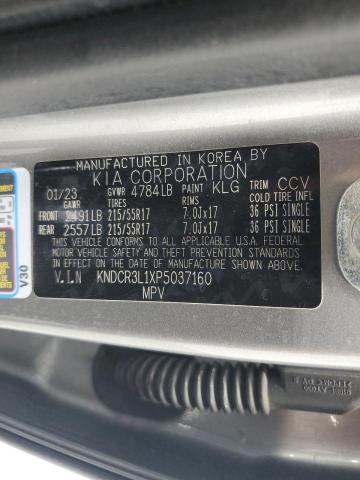 MANUFACTURED IN KOREA BY
KIA CORPORATION
01/23 GVWR 4784LB PAINT KLG TRIM CCV
RIMS COLD TIRE INFL
FRONT 2491LB 215/55R17 7.0Jx17 36 PSI SINGLE
REAR 2557LB 215/55R17 7.0Jx17 36 PSI SINGLE
THIS VEHICLE CONFORMS TO ALL APPLICABLE U.S. FEDERAL
MOTOR VEHICLE SAFETY, BUMPER,
AND THEFT PREVENTION STANDARDS IN EFFECT
ON THE DATE OF MANUFACTURE SHOWN ABOVE.
V.I.N KNDCR3L1XP5037160
MPV
V30